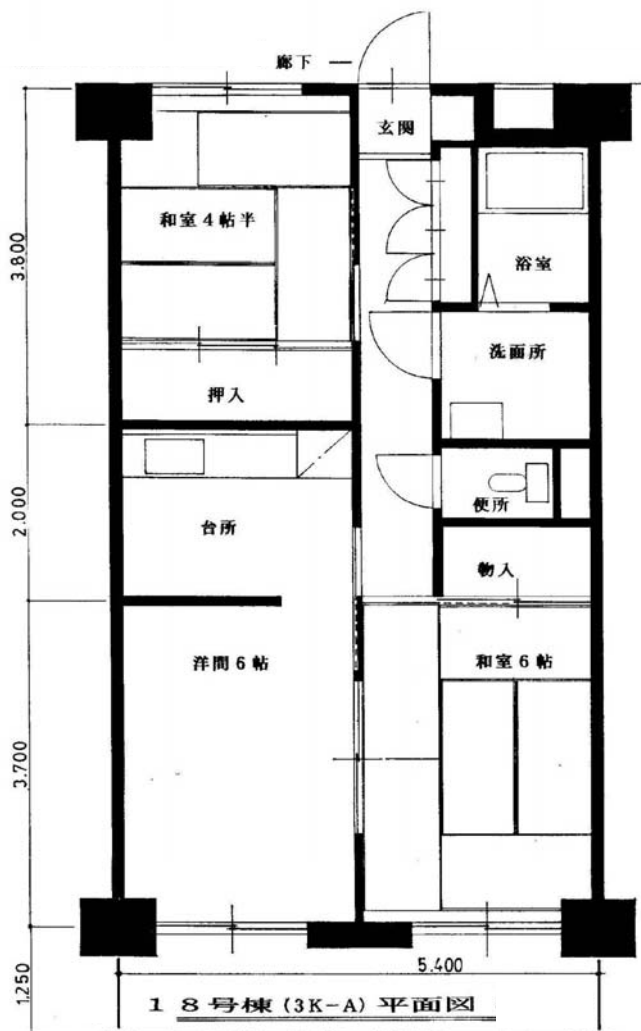 廊下
玄関
和室4帖半
浴室
3.800
洗面所
押入
便所
台所
2.000
物入
洋間6帖
和室6帖
3.700
5.400
1.250
18号棟(3K-A)平面図